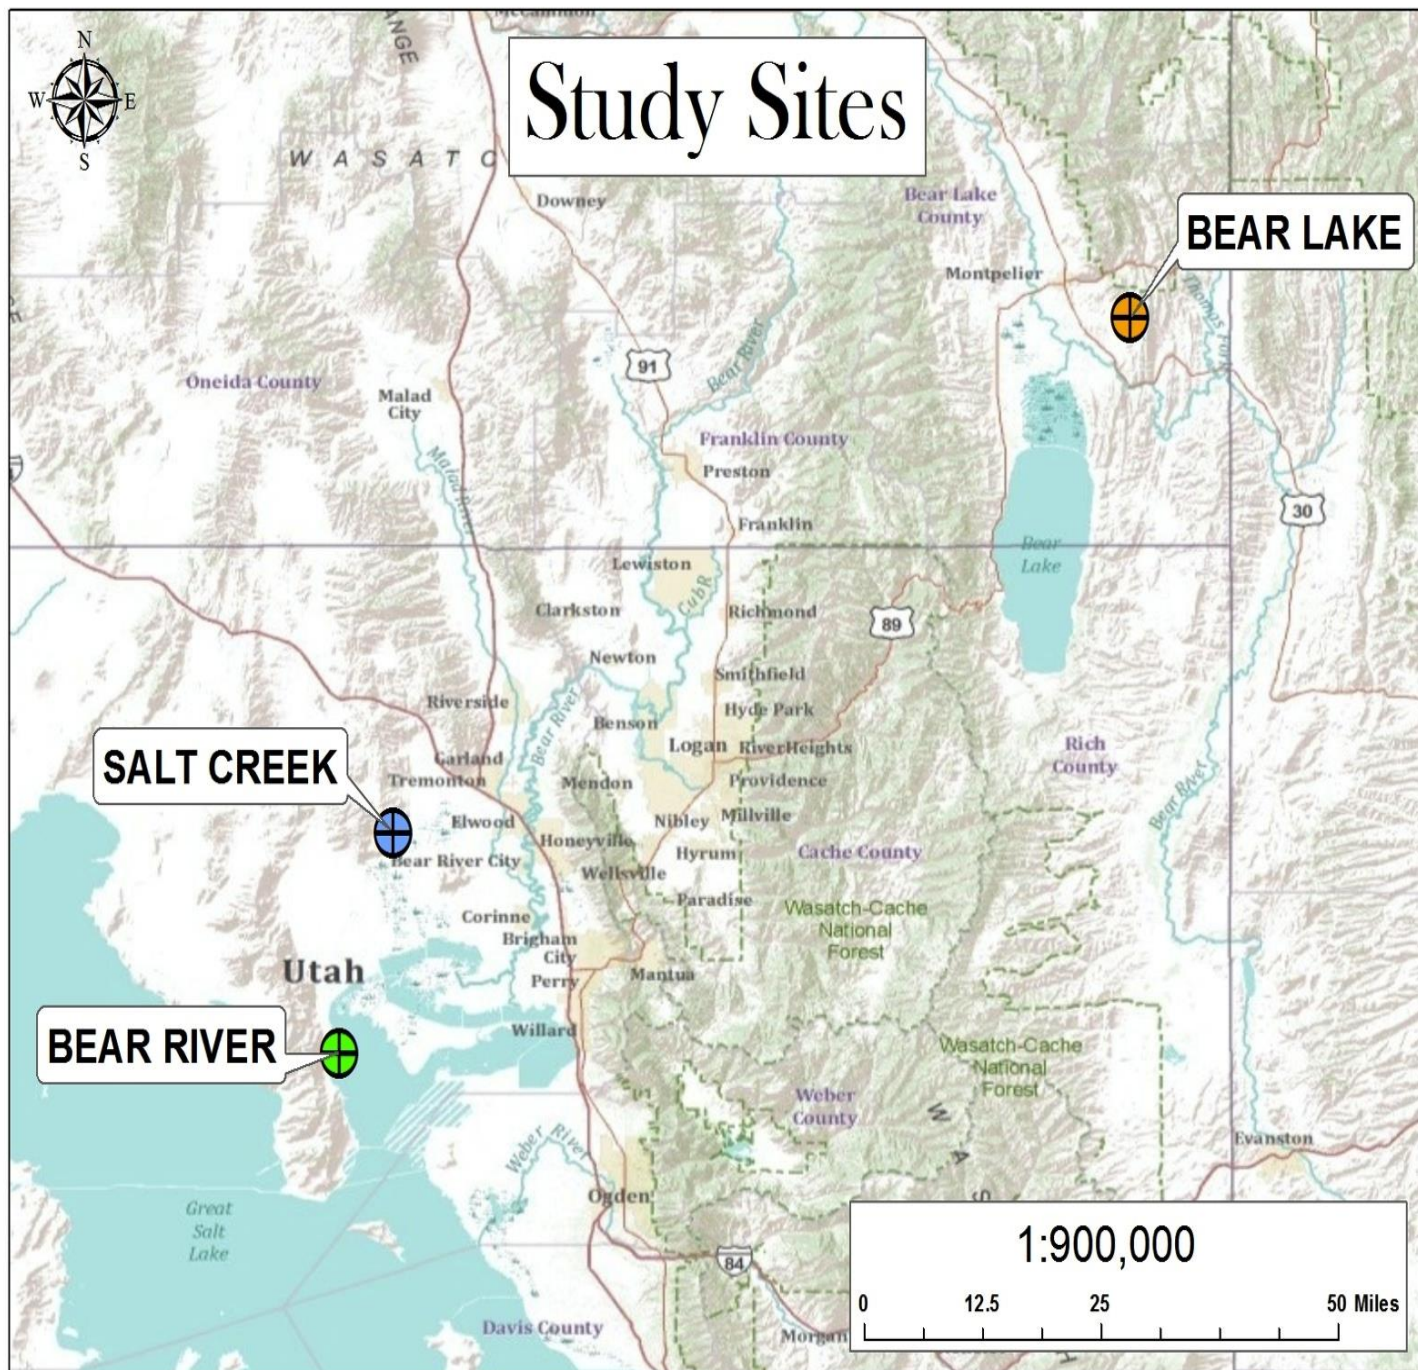 McCammon
ANGE
N
W
E
S
Study Sites
WASATC
Downey
Bear Lake
County
BEAR LAKE
Montpelier
Thomas Fork
91
Bear River
Oneida County
Malad
City
Franklin County
Preston
Malad River
Franklin
30
Bear
Lake
Lewiston
Cub R
Clarkston
Richmond
89
Newton
Smithfield
Riverside
Bear River
Hyde Park
Benson
Logan
River Heights
Rich
County
SALT CREEK
Garland
Tremonton
Mendon
Providence
Bear River
Elwood
Nibley
Millville
Honeyville
Hyrum
Cache County
Bear River City
Wellsville
Paradise
Wasatch-Cache
National
Forest
Corinne
Brigham
City
Utah
Perry
Mantua
BEAR RIVER
Willard
Wasatch-Cache
National
Forest
Weber
County
W
A
S
Weber River
Evanston
Ogden
Great
Salt
Lake
84
1:900,000
0 12.5 25 50 Miles
Davis County
Morgan
H